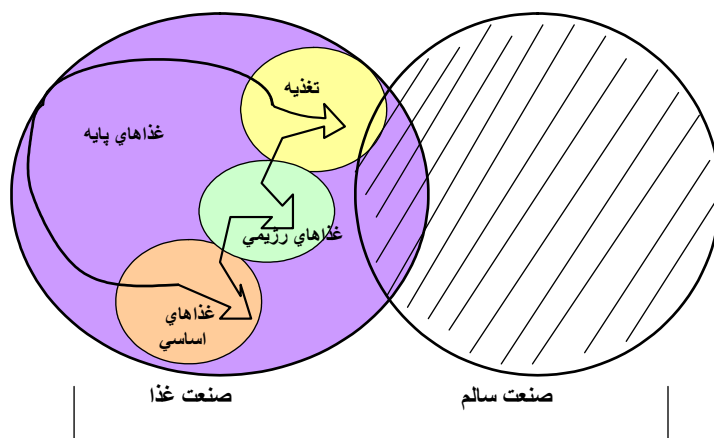 تغذيه
غذاهاي پايه
غذاهاي رژيمي
غذاهاي
اساسي
صنعت غذا
صنعت سالم